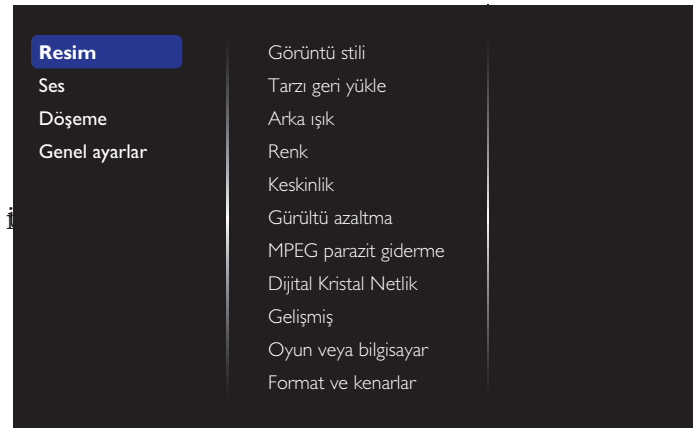 Resim
Ses
Döşeme
Genel ayarlar
Görüntü stili
Tarzı geri yükle
Arka ışık
Renk
Keskinlik
Gürültü azaltma
MPEG parazit giderme
Dijital Kristal Netlik
Gelişmiş
Oyun veya bilgisayar
Format ve kenarlar